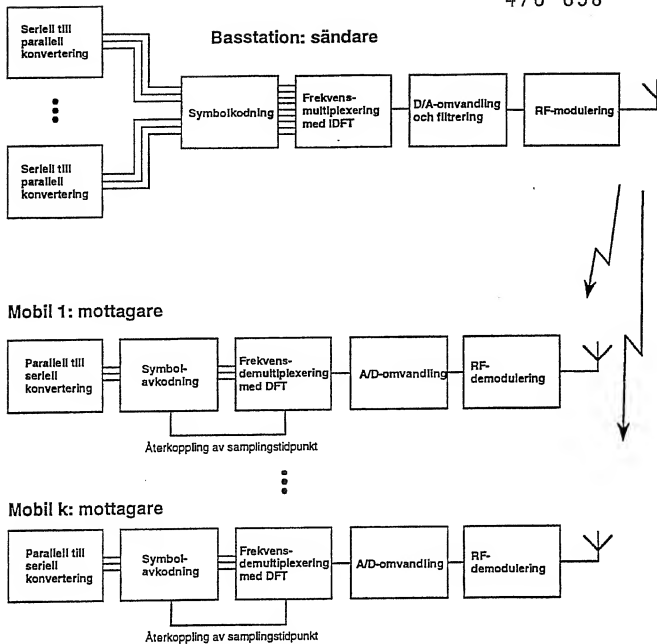 470 698
Basstation: sändare
Seriell till
parallell
konvertering
Seriell till
parallell
konvertering
Symbolkodning
Frekvens-
multiplexering
med IDFT
D/A-omvandling
och filtrering
RF-modulering
Mobil 1: mottagare
Parallell till
seriell
konvertering
Symbol-
avkodning
Frekvens-
demultiplexering
med DFT
A/D-omvandling
RF-
demodulering
Återkoppling av samplingstidpunkt
Mobil k: mottagare
Parallell till
seriell
konvertering
Symbol-
avkodning
Frekvens-
demultiplexering
med DFT
A/D-omvandling
RF-
demodulering
Återkoppling av samplingstidpunkt